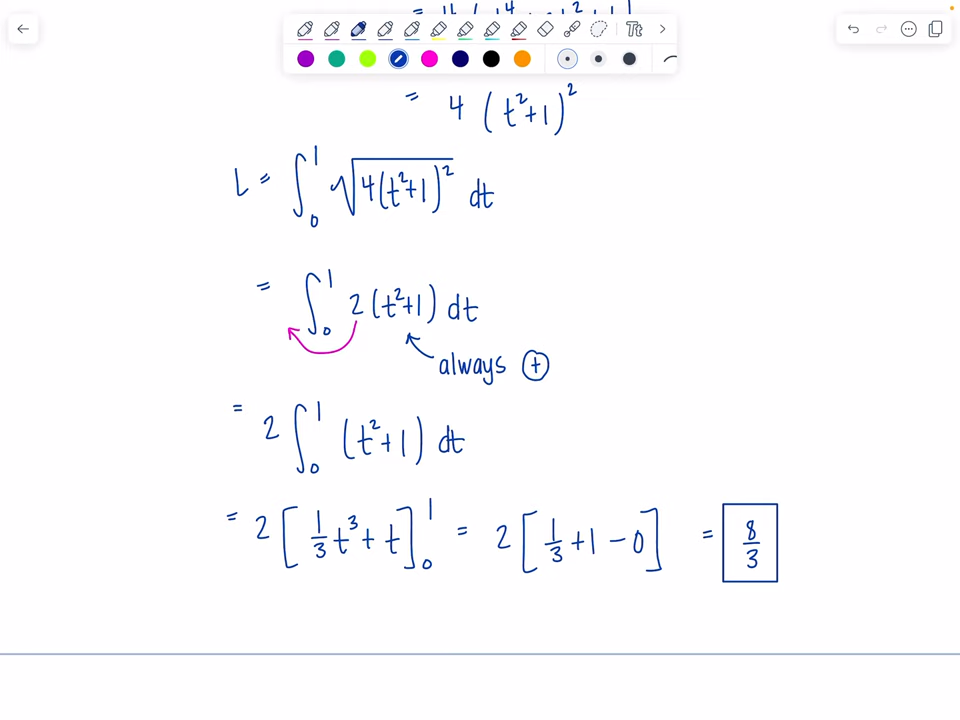 Tt
= 4 (t²+1)²
L = ∫₀¹ √(4(t²+1)²) dt
= ∫₀¹ 2(t²+1) dt
always (+)
= 2 ∫₀¹ (t²+1) dt
= 2 [1/3 t³ + t]₀¹ = 2 [1/3 + 1 − 0] = 8/3